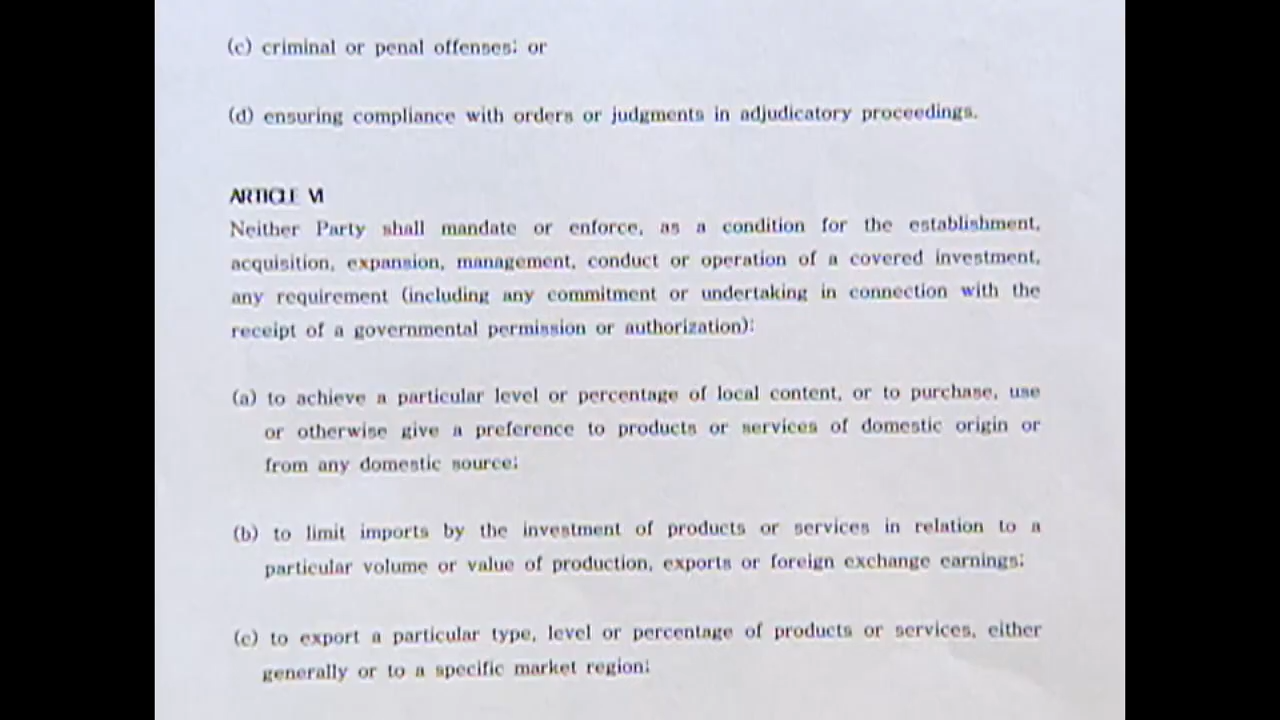 (c) criminal or penal offenses; or
(d) ensuring compliance with orders or judgments in adjudicatory proceedings.
ARTICLE VI
Neither Party shall mandate or enforce, as a condition for the establishment,
acquisition, expansion, management, conduct or operation of a covered investment,
any requirement (including any commitment or undertaking in connection with the
receipt of a governmental permission or authorization):
(a) to achieve a particular level or percentage of local content, or to purchase, use
or otherwise give a preference to products or services of domestic origin or
from any domestic source;
(b) to limit imports by the investment of products or services in relation to a
particular volume or value of production, exports or foreign exchange earnings;
(c) to export a particular type, level or percentage of products or services, either
generally or to a specific market region;